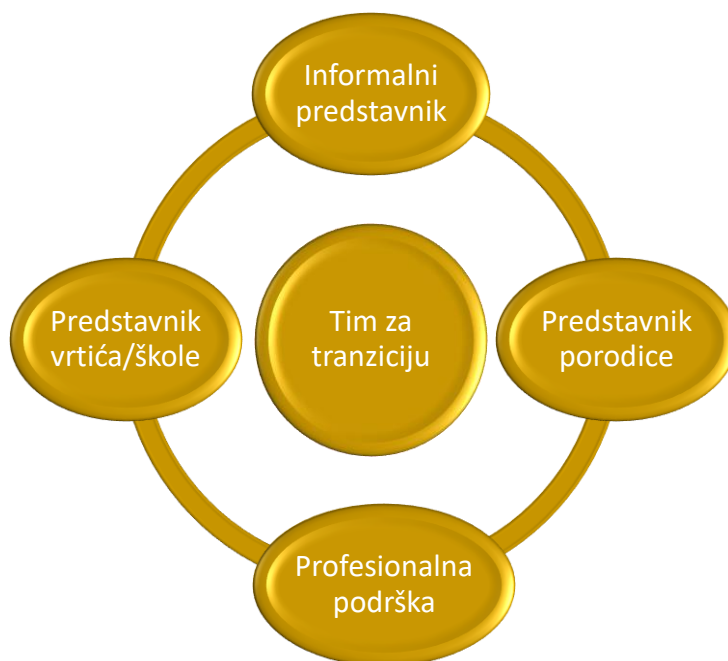 Informalni
predstavnik
Predstavnik
vrtića/škole
Tim za
tranziciju
Predstavnik
porodice
Profesionalna
podrška